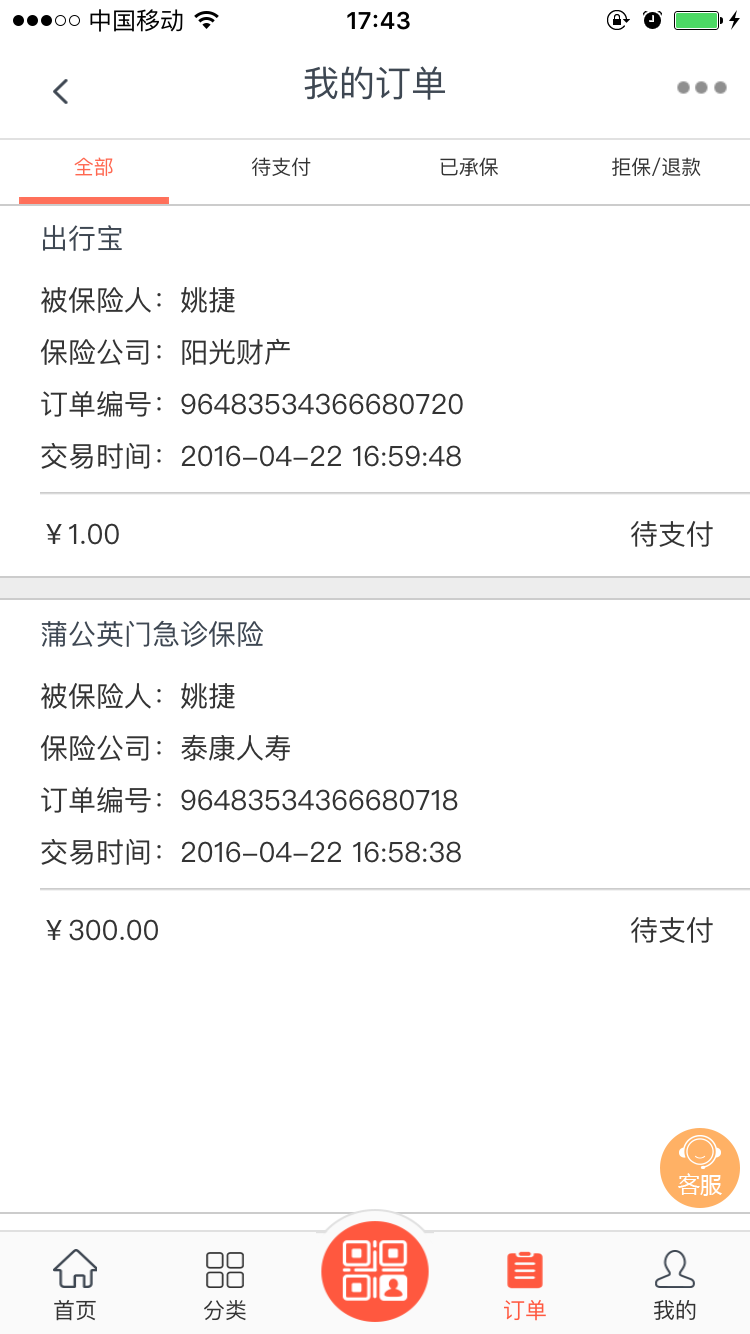 中国移动 17:43
我的订单
全部 待支付 已承保 拒保/退款
出行宝
被保险人：姚捷
保险公司：阳光财产
订单编号：96483534366680720
交易时间：2016-04-22 16:59:48
￥1.00 待支付
蒲公英门急诊保险
被保险人：姚捷
保险公司：泰康人寿
订单编号：96483534366680718
交易时间：2016-04-22 16:58:38
￥300.00 待支付
客服
首页 分类 订单 我的